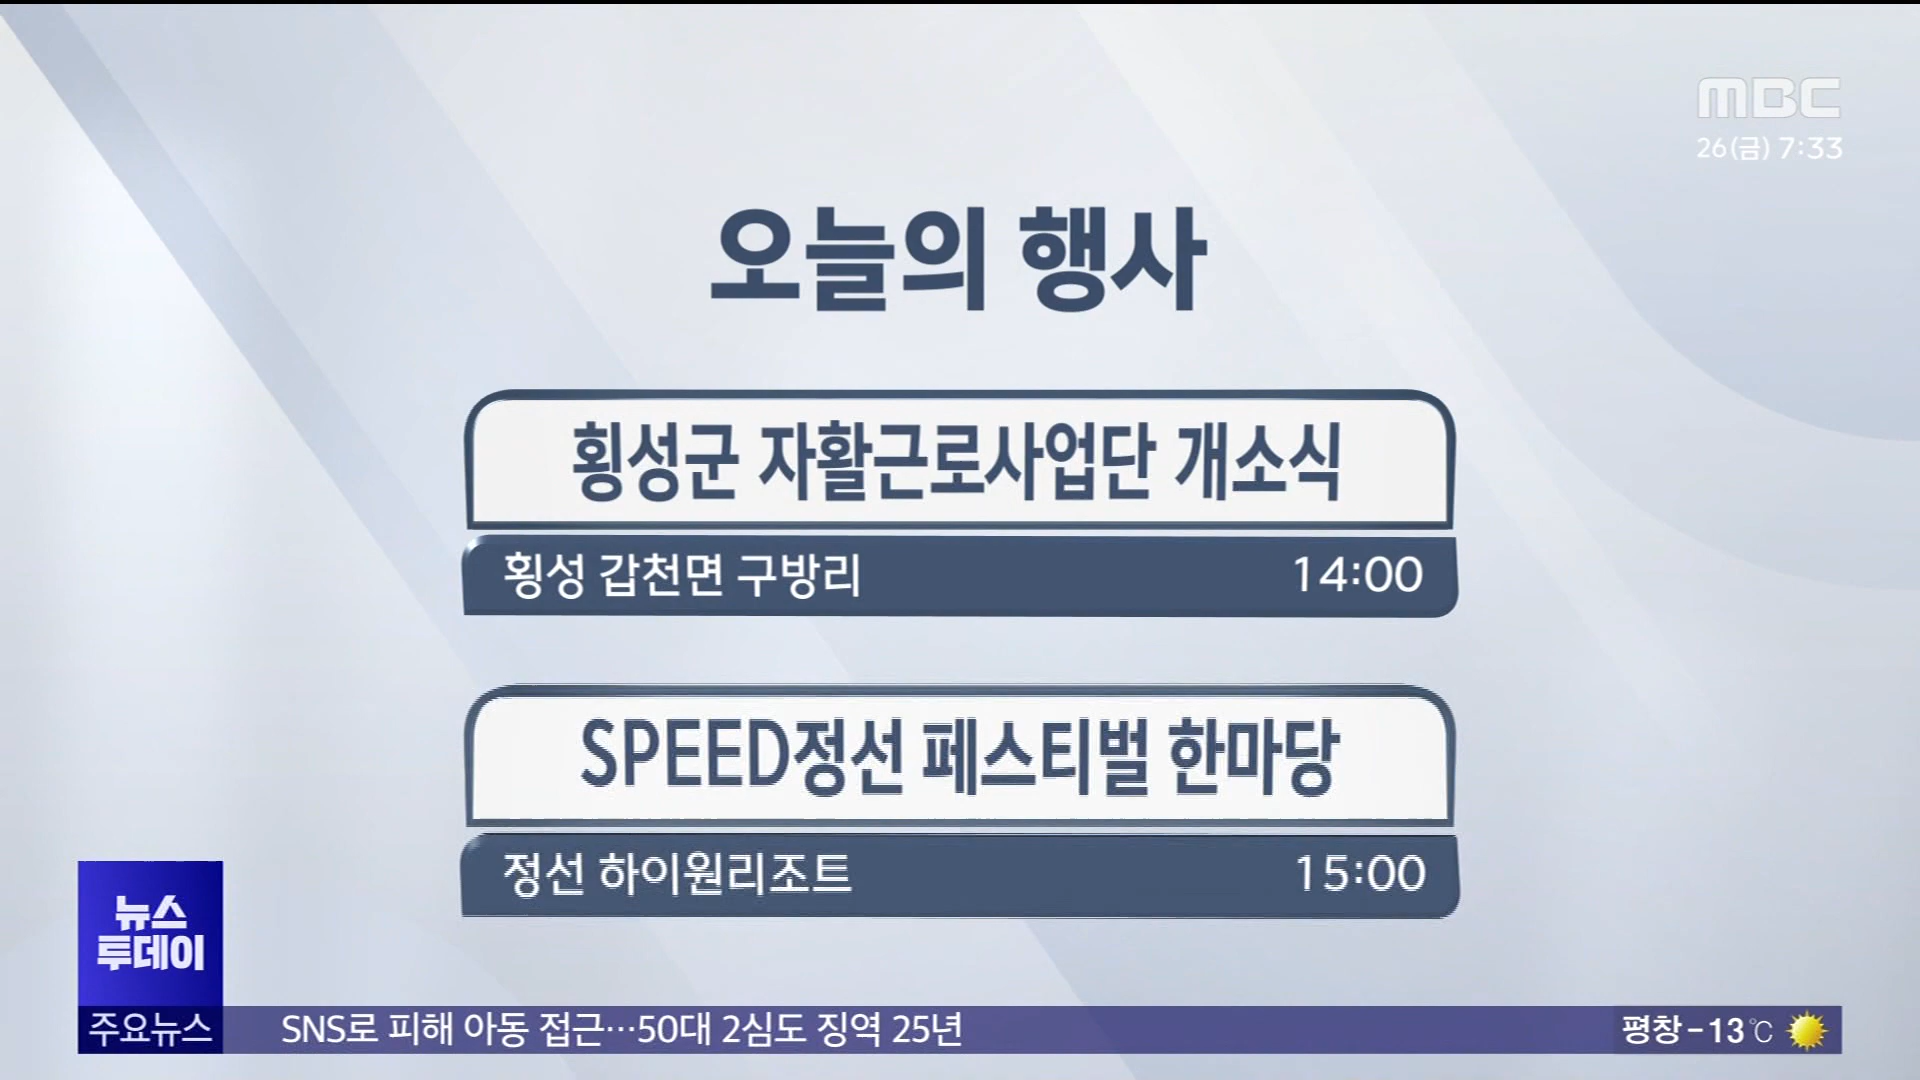 MBC
26(금) 7:33
오늘의 행사
횡성군 자활근로사업단 개소식
횡성 갑천면 구방리 14:00
SPEED정선 페스티벌 한마당
정선 하이원리조트 15:00
뉴스
투데이
주요뉴스 SNS로 피해 아동 접근…50대 2심도 징역 25년 평창 -13℃